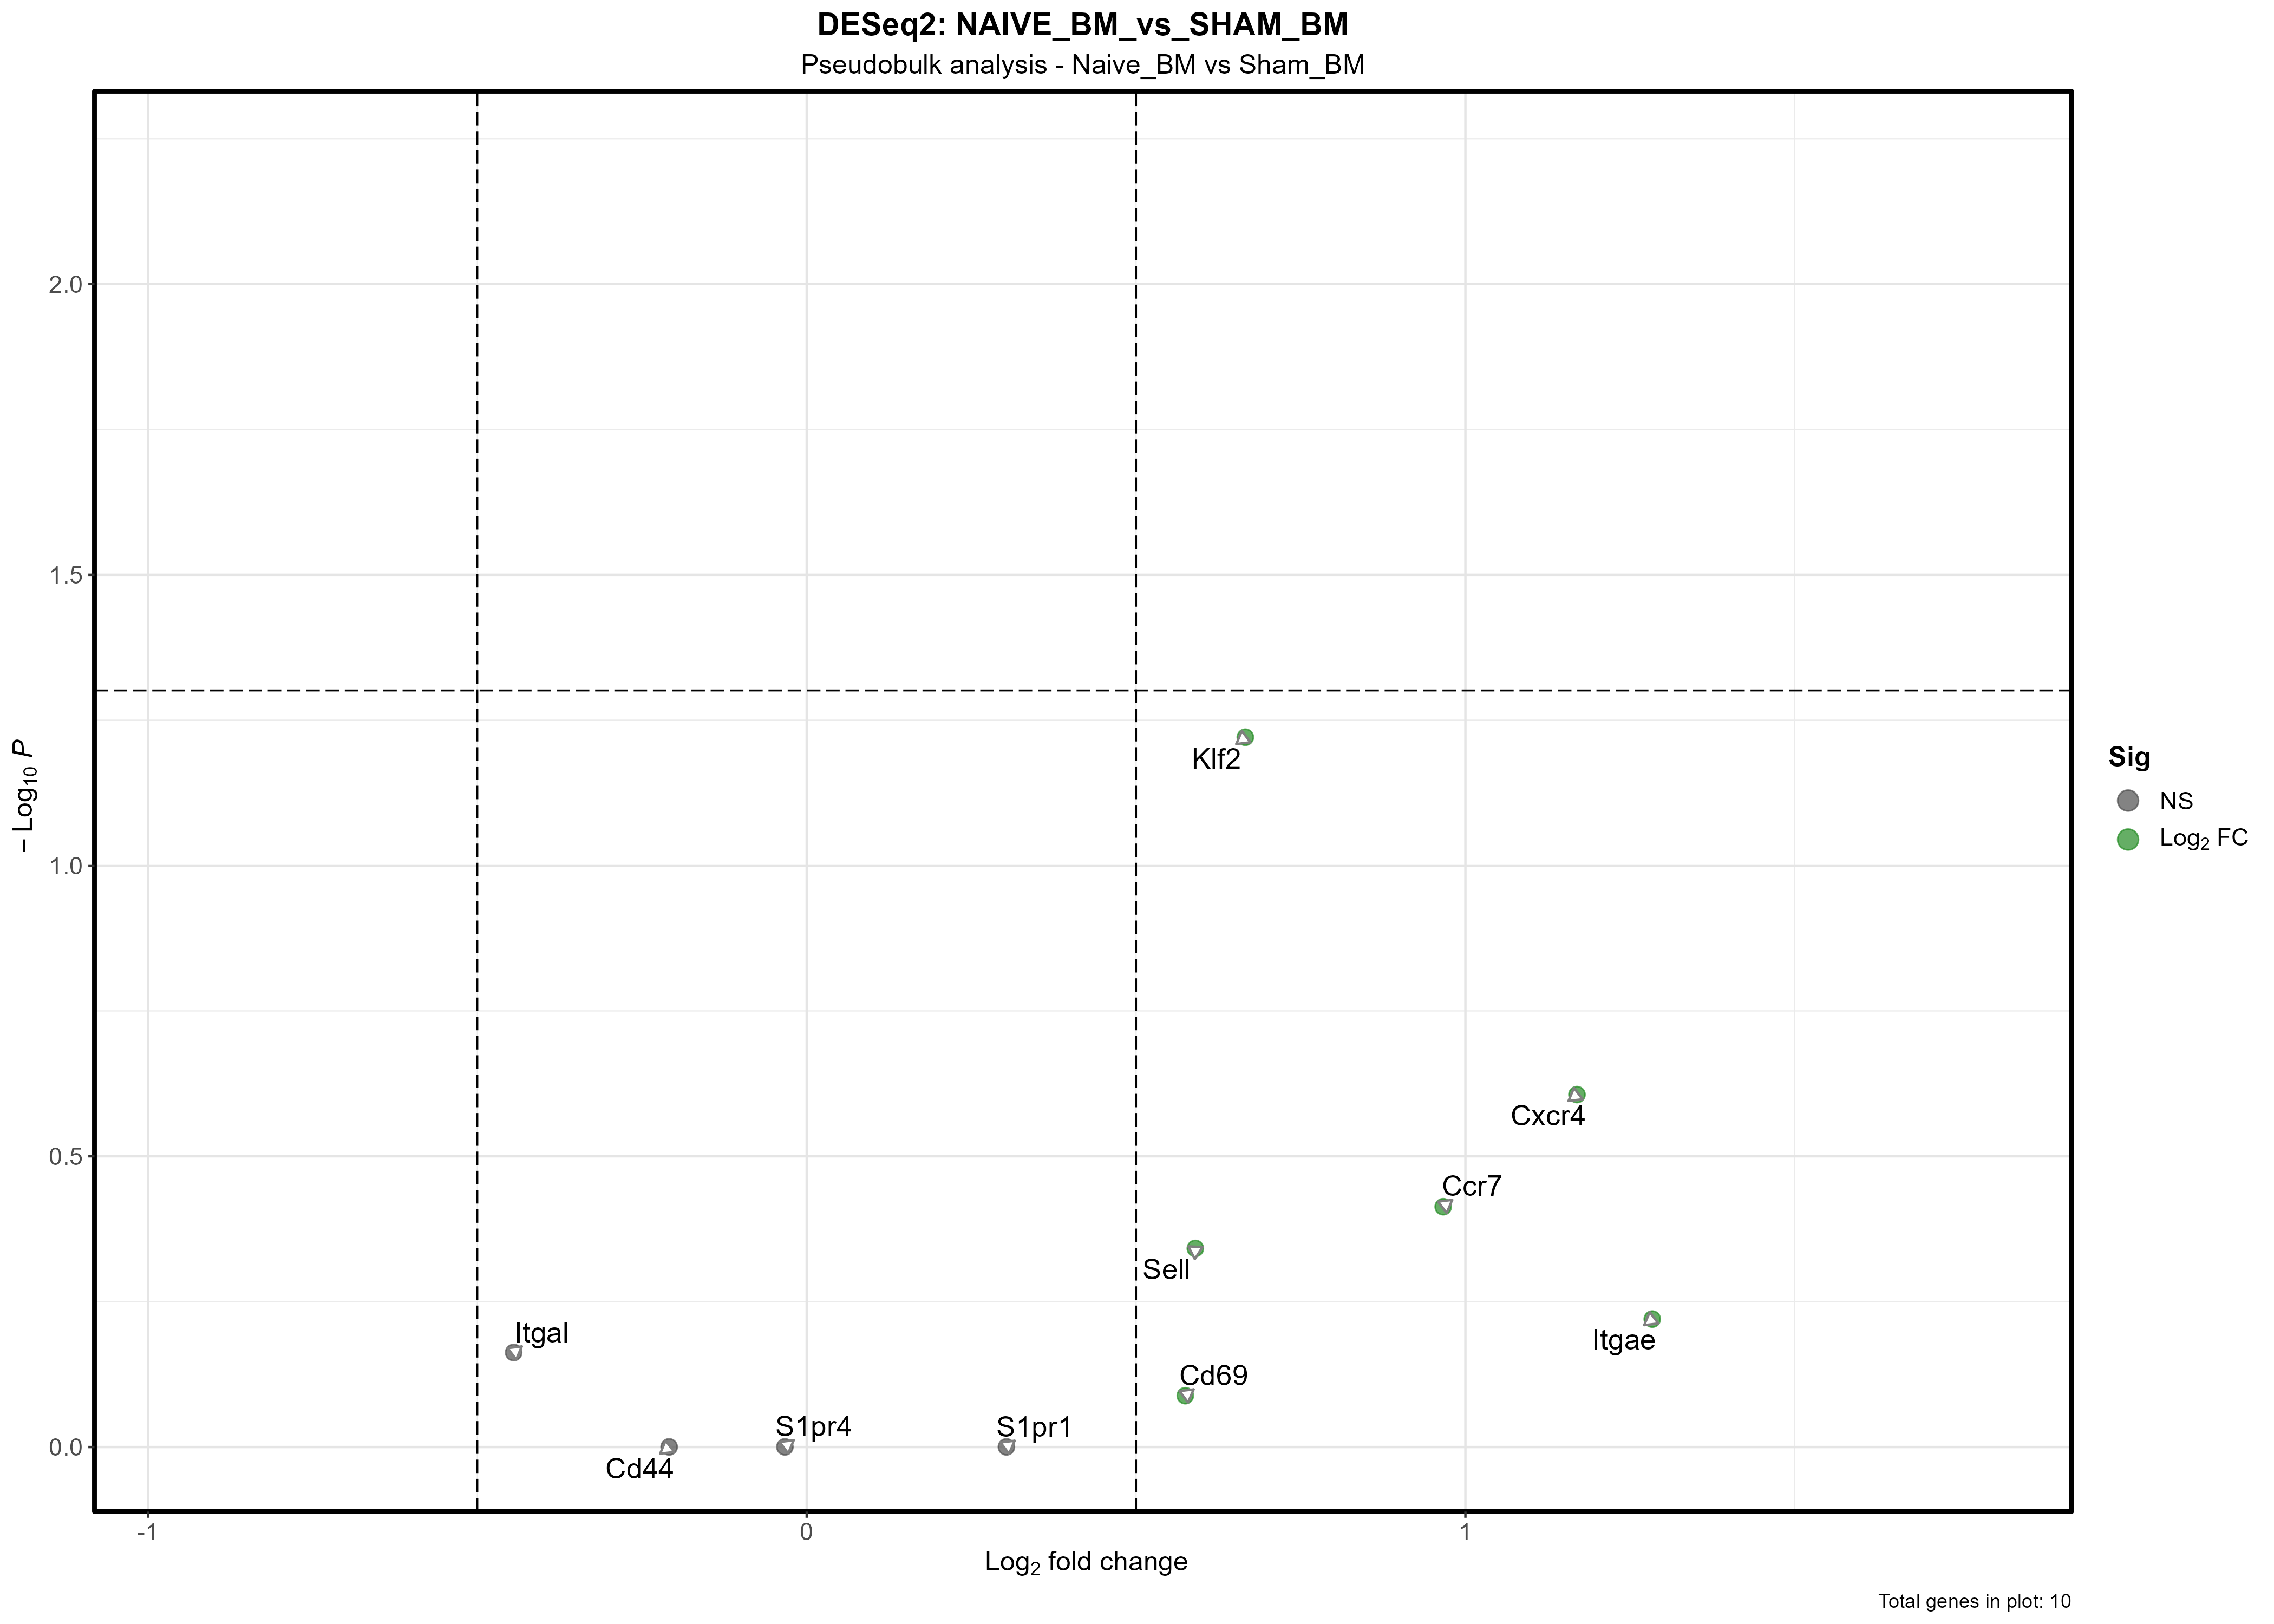 DESeq2: NAIVE_BM_vs_SHAM_BM
Pseudobulk analysis - Naive_BM vs Sham_BM
2.0
1.5
1.0
0.5
0.0
– Log10 P
Klf2
Cxcr4
Ccr7
Sell
Itgae
Itgal
Cd69
S1pr4
S1pr1
Cd44
-1
0
1
Log2 fold change
Sig
NS
Log2 FC
Total genes in plot: 10